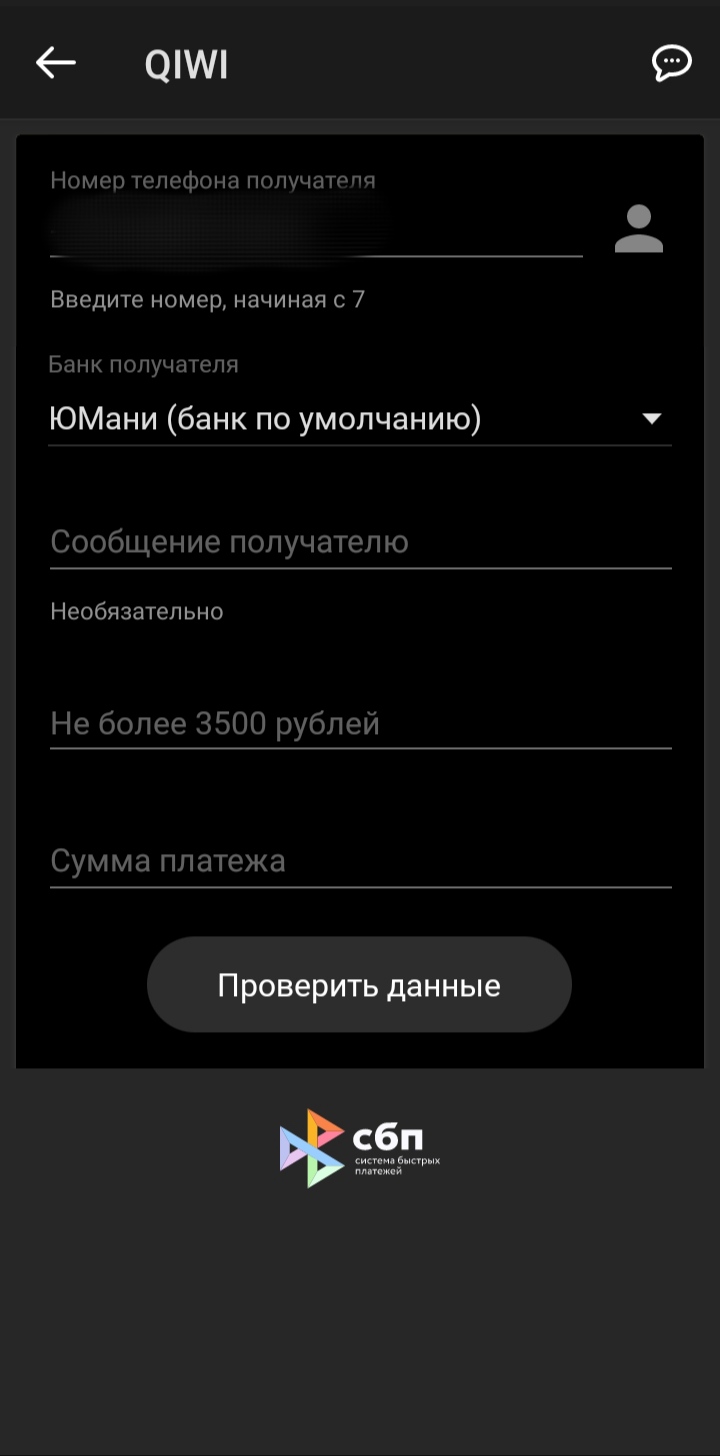 QIWI
Номер телефона получателя
Введите номер, начиная с 7
Банк получателя
ЮМани (банк по умолчанию)
Сообщение получателю
Необязательно
Не более 3500 рублей
Сумма платежа
Проверить данные
сбп
система быстрых
платежей